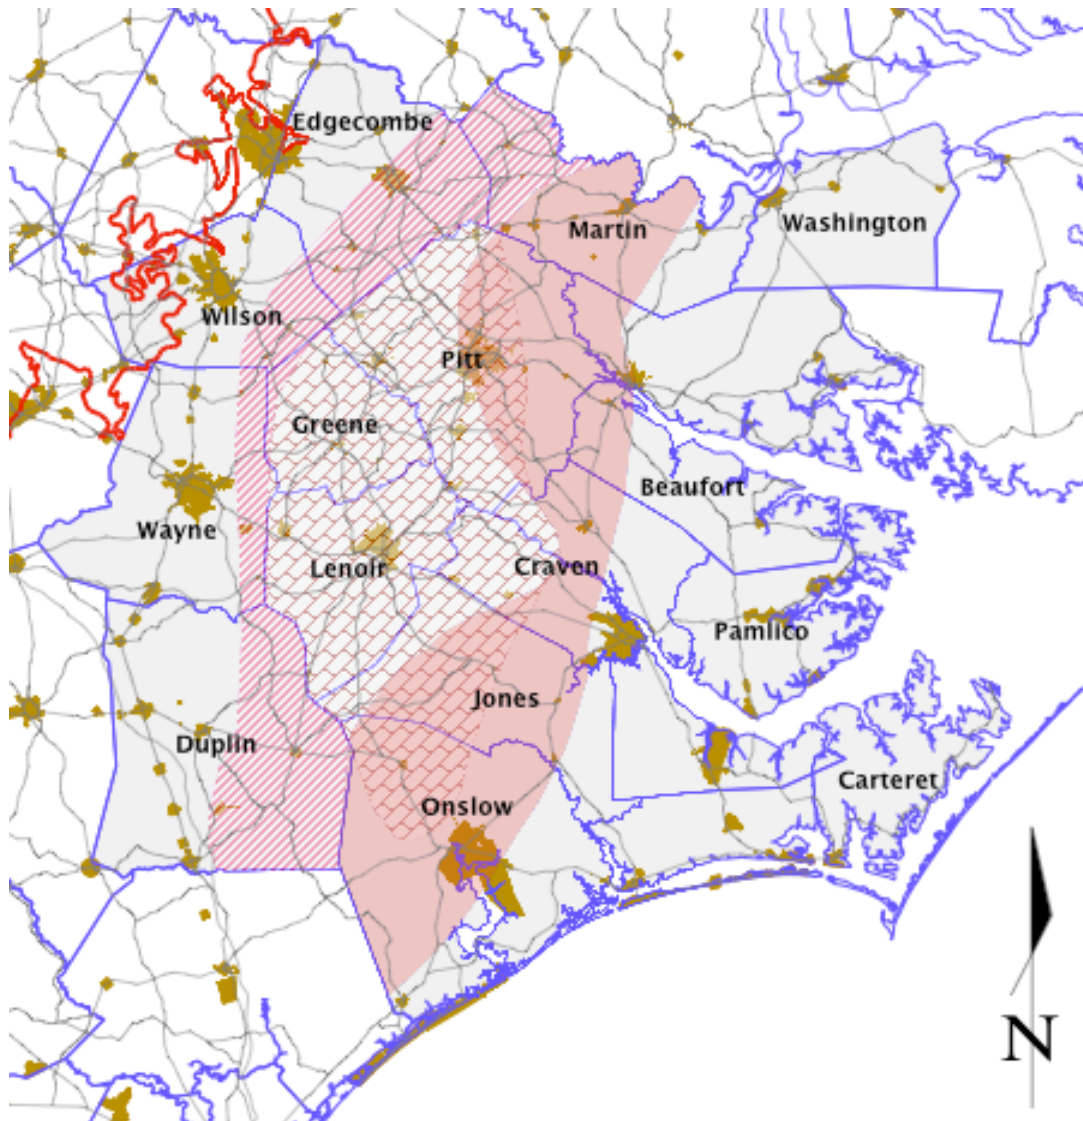 Edgecombe
Washington
Martin
Wilson
Pitt
Greene
Beaufort
Wayne
Lenoir
Craven
Pamlico
Jones
Duplin
Carteret
Onslow
N